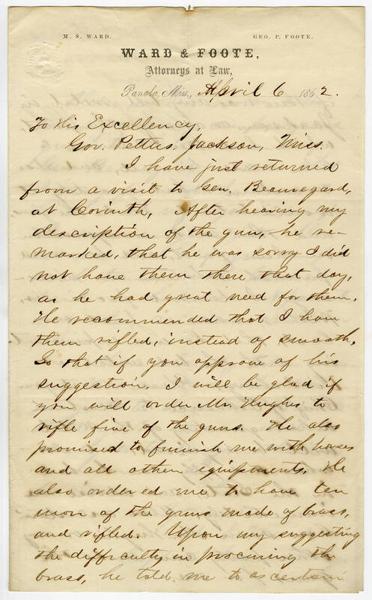 M. S. WARD. GEO. P. FOOTE.
WARD & FOOTE,
Attorneys at Law,
Panola, Miss, April 6 1862.
To His Excellency,
Gov. Pettus, Jackson, Miss.
I have just returned
from a visit to Gen. Beauregard,
at Corinth, After hearing my
description of the gun, he re-
marked, that he was sorry I did
not have them there that day,
as he had great need for them.
He recommended that I have
them rifled, instead of smooth.
So that if you approve of his
suggestion, I will be glad if
you will order Mr. Hughes to
rifle five of the guns. He also
promised to furnish me with horses
and all other equipments. He
also ordered me to have ten
more of the guns made of brass,
and rifled. Upon my suggesting
the difficulty in procuring the
brass, he told me to ascertain